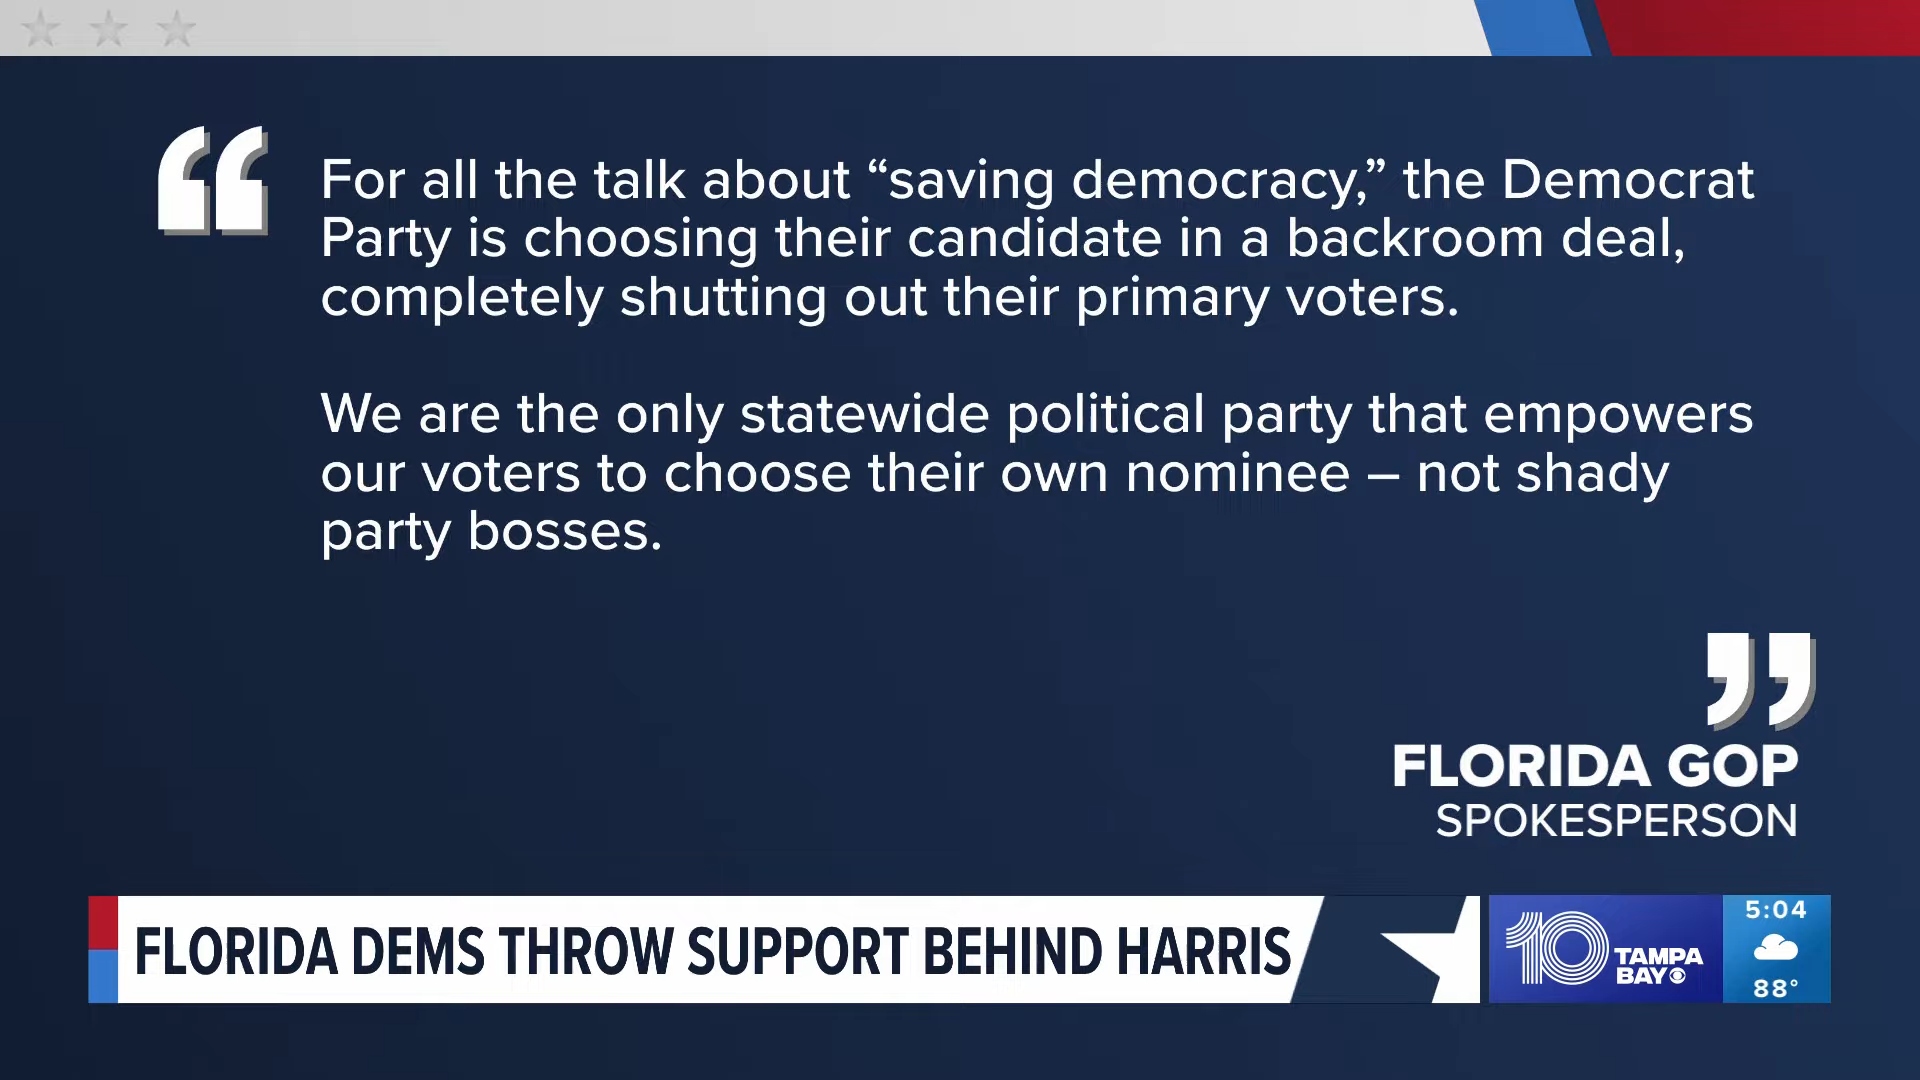 For all the talk about “saving democracy,” the Democrat
Party is choosing their candidate in a backroom deal,
completely shutting out their primary voters.
We are the only statewide political party that empowers
our voters to choose their own nominee – not shady
party bosses.
FLORIDA GOP
SPOKESPERSON
FLORIDA DEMS THROW SUPPORT BEHIND HARRIS
10 TAMPA
BAY
5:04
88°